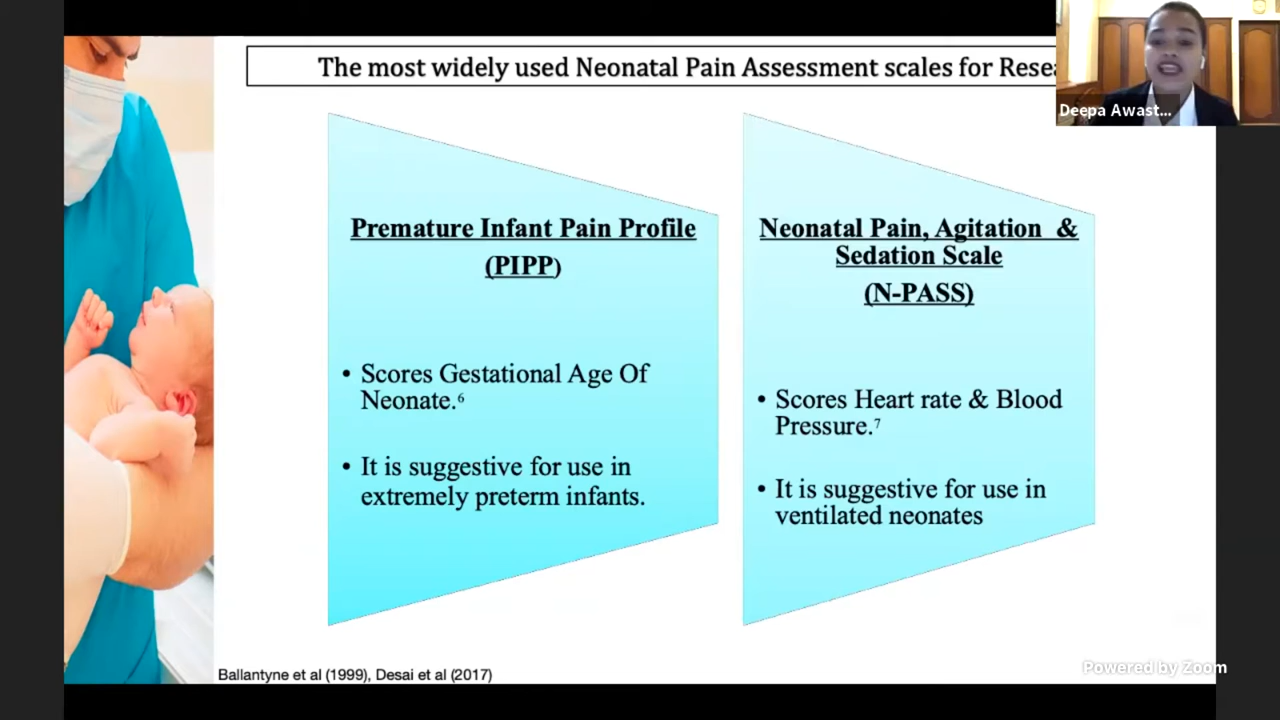 The most widely used Neonatal Pain Assessment scales for Resea
Deepa Awast...
Premature Infant Pain Profile
(PIPP)
• Scores Gestational Age Of
Neonate.⁶
• It is suggestive for use in
extremely preterm infants.
Neonatal Pain, Agitation &
Sedation Scale
(N-PASS)
• Scores Heart rate & Blood
Pressure.⁷
• It is suggestive for use in
ventilated neonates
Ballantyne et al (1999), Desai et al (2017)
Powered by Zoom